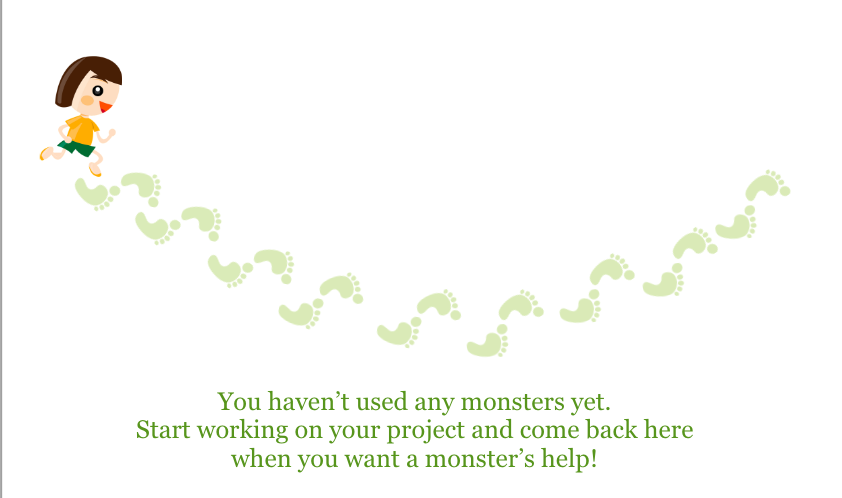 You haven’t used any monsters yet.
Start working on your project and come back here
when you want a monster’s help!